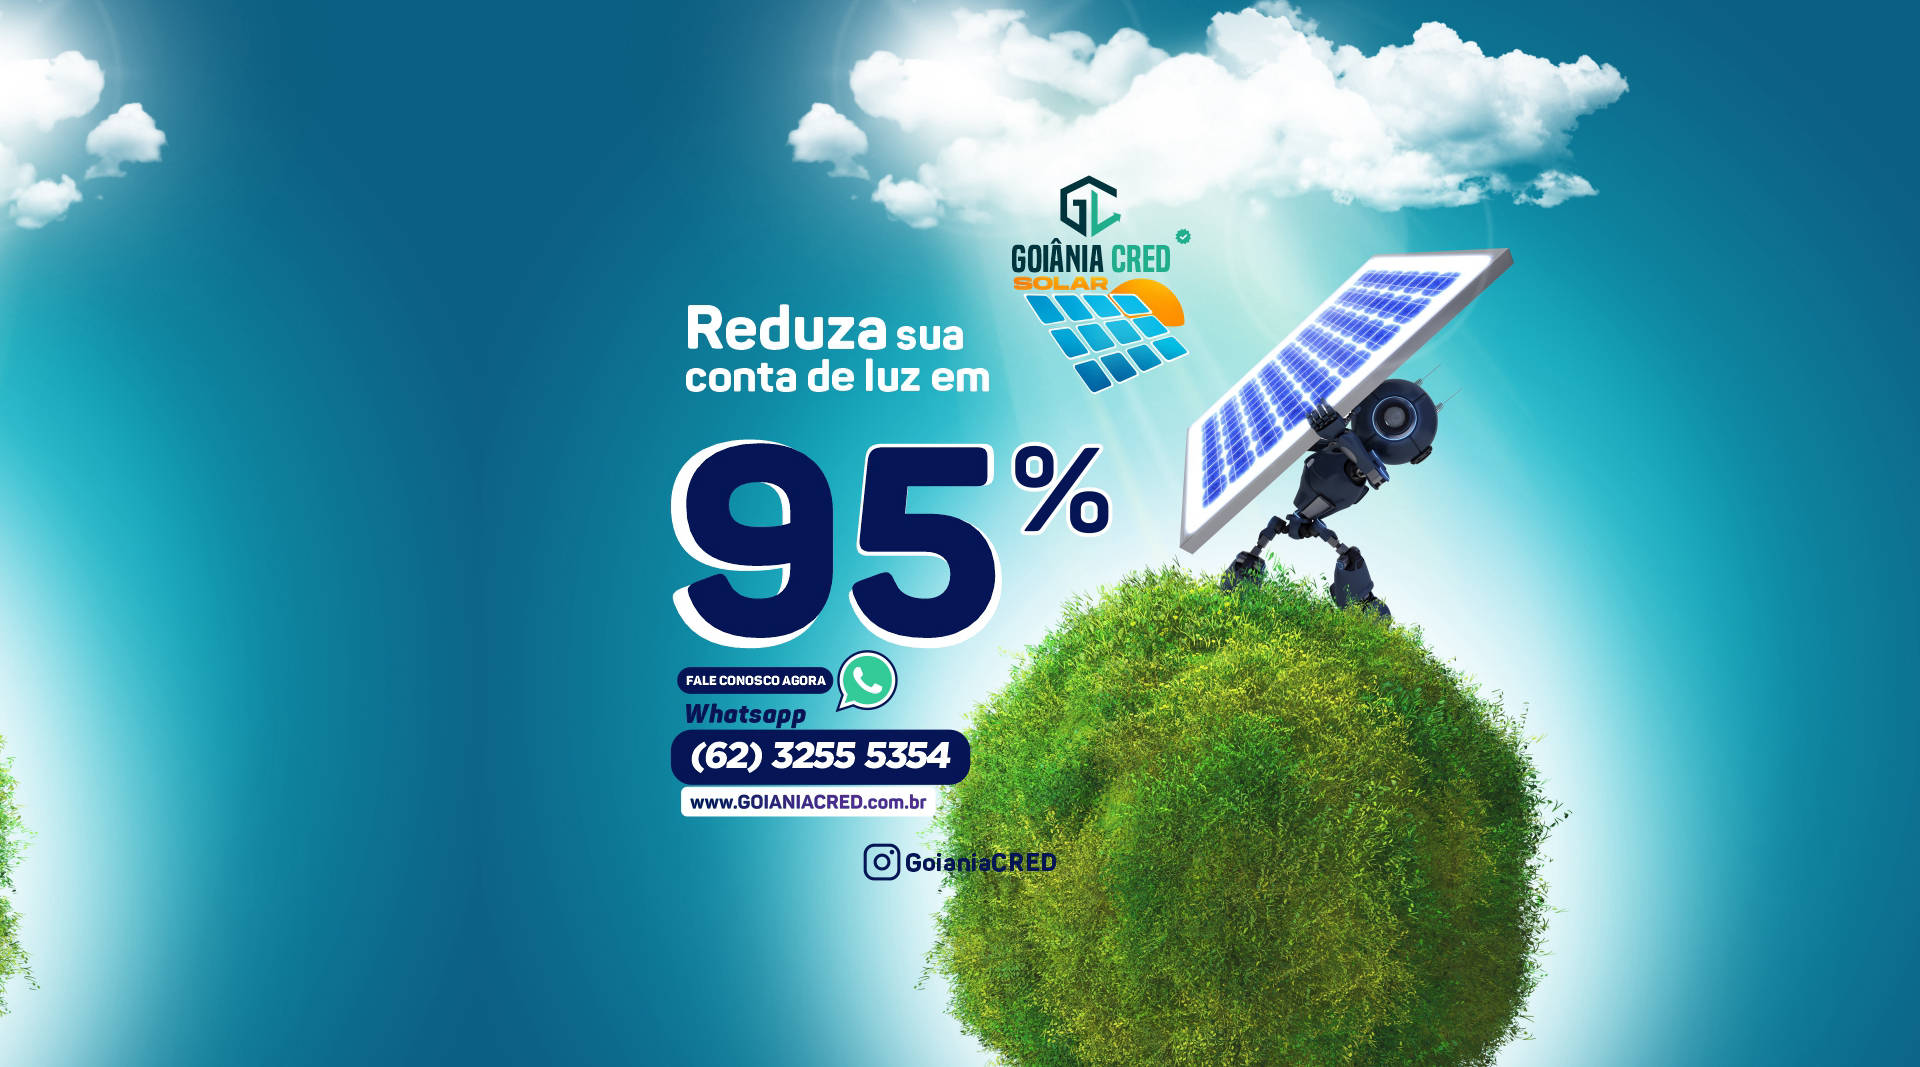 GOIÂNIA CRED
SOLAR
Reduza sua
conta de luz em
95%
FALE CONOSCO AGORA
Whatsapp
(62) 3255 5354
www.GOIANIACRED.com.br
GoianiaCRED